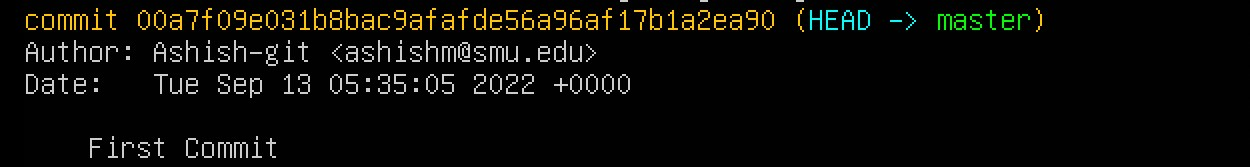 commit 00a7f09e031b8bac9afafde56a96af17b1a2ea90 (HEAD -> master)
Author: Ashish-git <ashishm@smu.edu>
Date:   Tue Sep 13 05:35:05 2022 +0000
First Commit